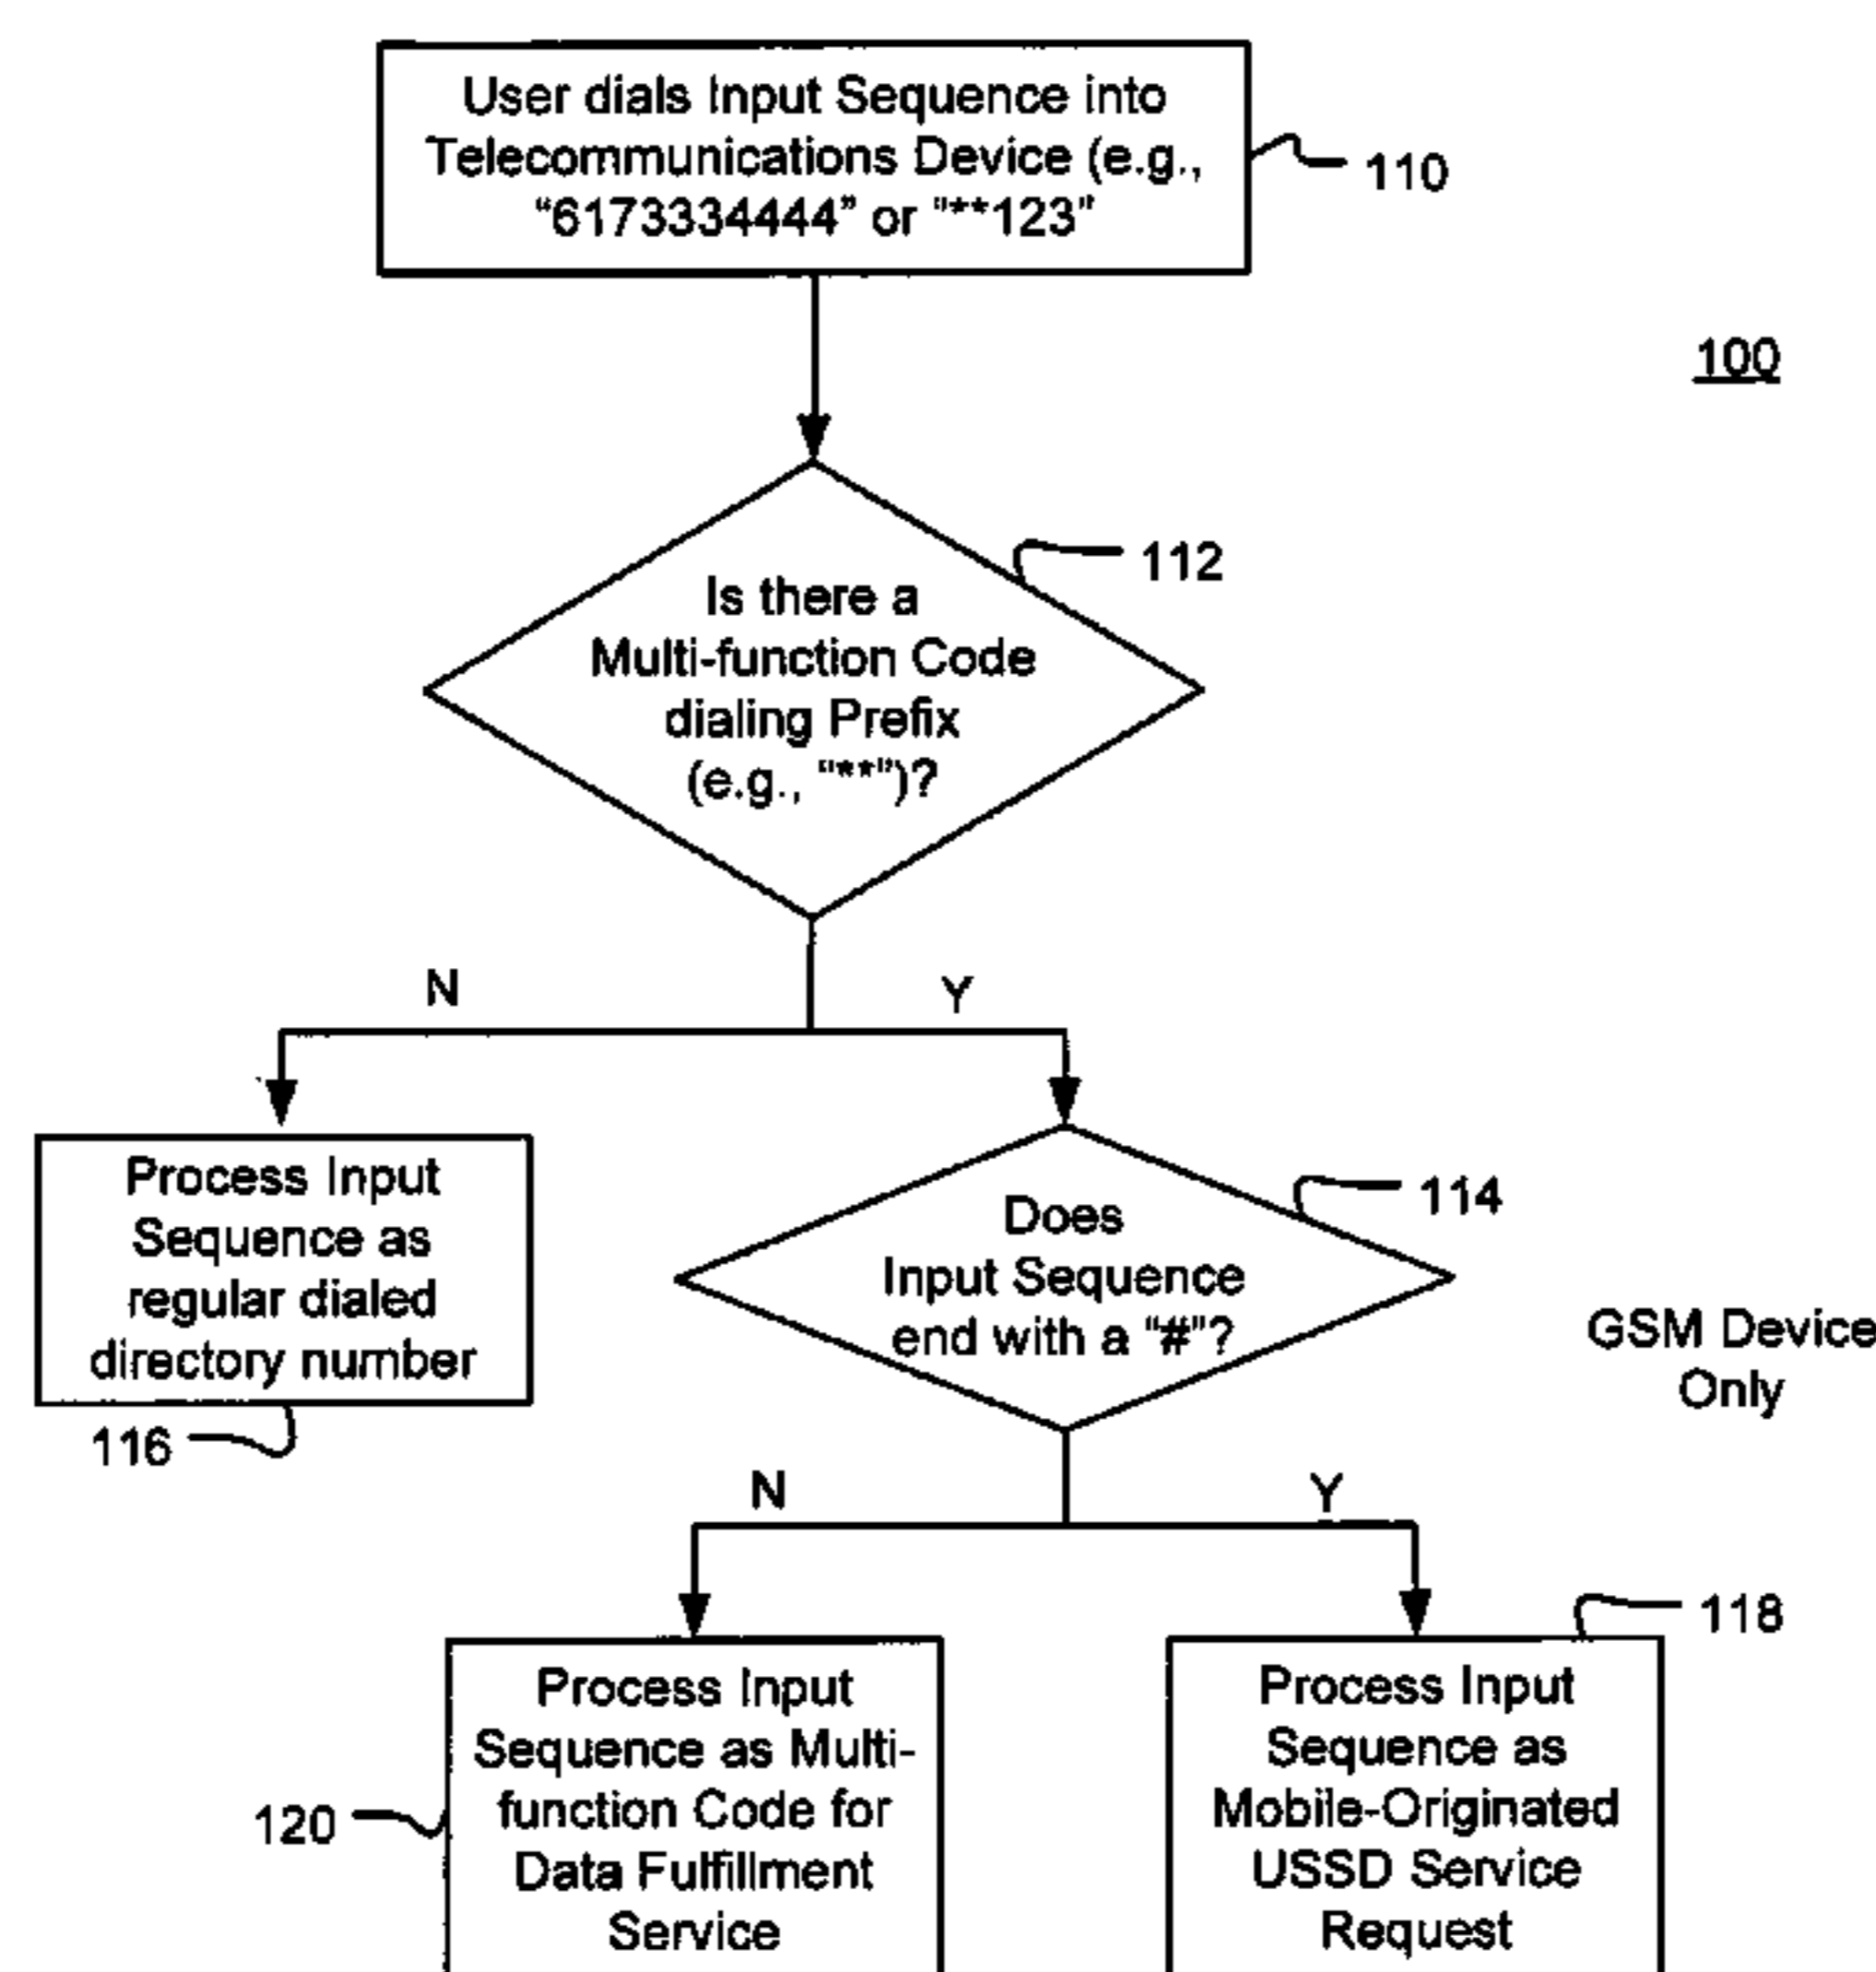 User dials Input Sequence into
Telecommunications Device (e.g.,
“6173334444” or "**123"
110
100
112
Is there a
Multi-function Code
dialing Prefix
(e.g., "**")?
N
Y
Process Input
Sequence as
regular dialed
directory number
116
114
Does
Input Sequence
end with a “#”?
GSM Device
Only
N
Y
118
Process Input
Sequence as Multi-
function Code for
Data Fulfillment
Service
120
Process Input
Sequence as
Mobile-Originated
USSD Service
Request